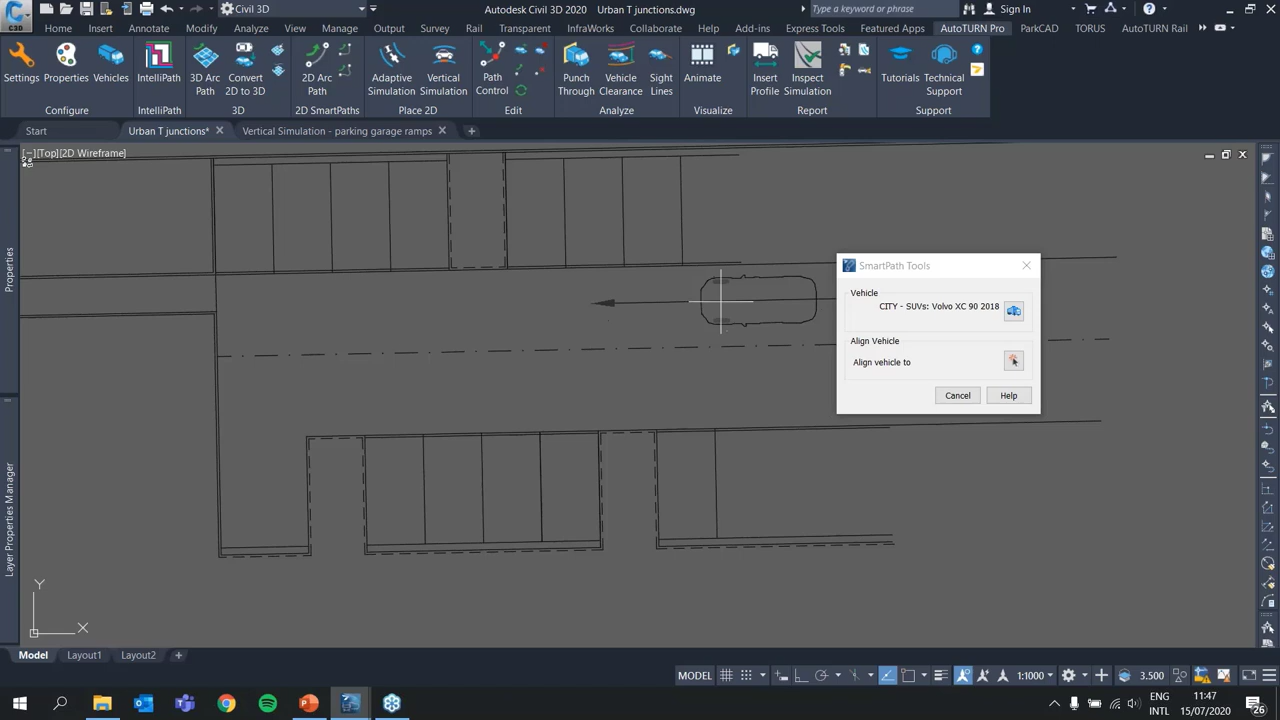 C3D
Civil 3D
Autodesk Civil 3D 2020 Urban T junctions.dwg
Type a keyword or phrase
Sign In
Home Insert Annotate Modify Analyze View Manage Output Survey Rail Transparent InfraWorks Collaborate Help Add-ins Express Tools Featured Apps AutoTURN Pro ParkCAD TORUS AutoTURN Rail
Settings Properties Vehicles IntelliPath 3D Arc Path Convert 2D to 3D 2D Arc Path Adaptive Simulation Vertical Simulation Path Control Punch Through Vehicle Clearance Sight Lines Animate Insert Profile Inspect Simulation Tutorials Technical Support
Configure IntelliPath 3D 2D SmartPaths Place 2D Edit Analyze Visualize Report Support
Start Urban T junctions* Vertical Simulation - parking garage ramps
[−][Top][2D Wireframe]
Properties
SmartPath Tools
Vehicle
CITY - SUVs: Volvo XC 90 2018
Align Vehicle
Align vehicle to
Cancel Help
Layer Properties Manager
Y
X
Model Layout1 Layout2 +
MODEL 1:1000 3.500
ENG 11:47
INTL 15/07/2020 26